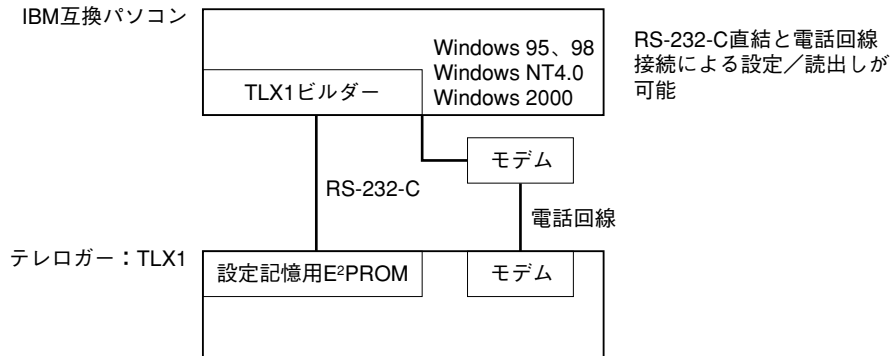 IBM互換パソコン
Windows 95、98
Windows NT4.0
Windows 2000
TLX1ビルダー
RS-232-C直結と電話回線
接続による設定／読出しが
可能
モデム
RS-232-C
電話回線
テレロガー：TLX1
設定記憶用E²PROM
モデム